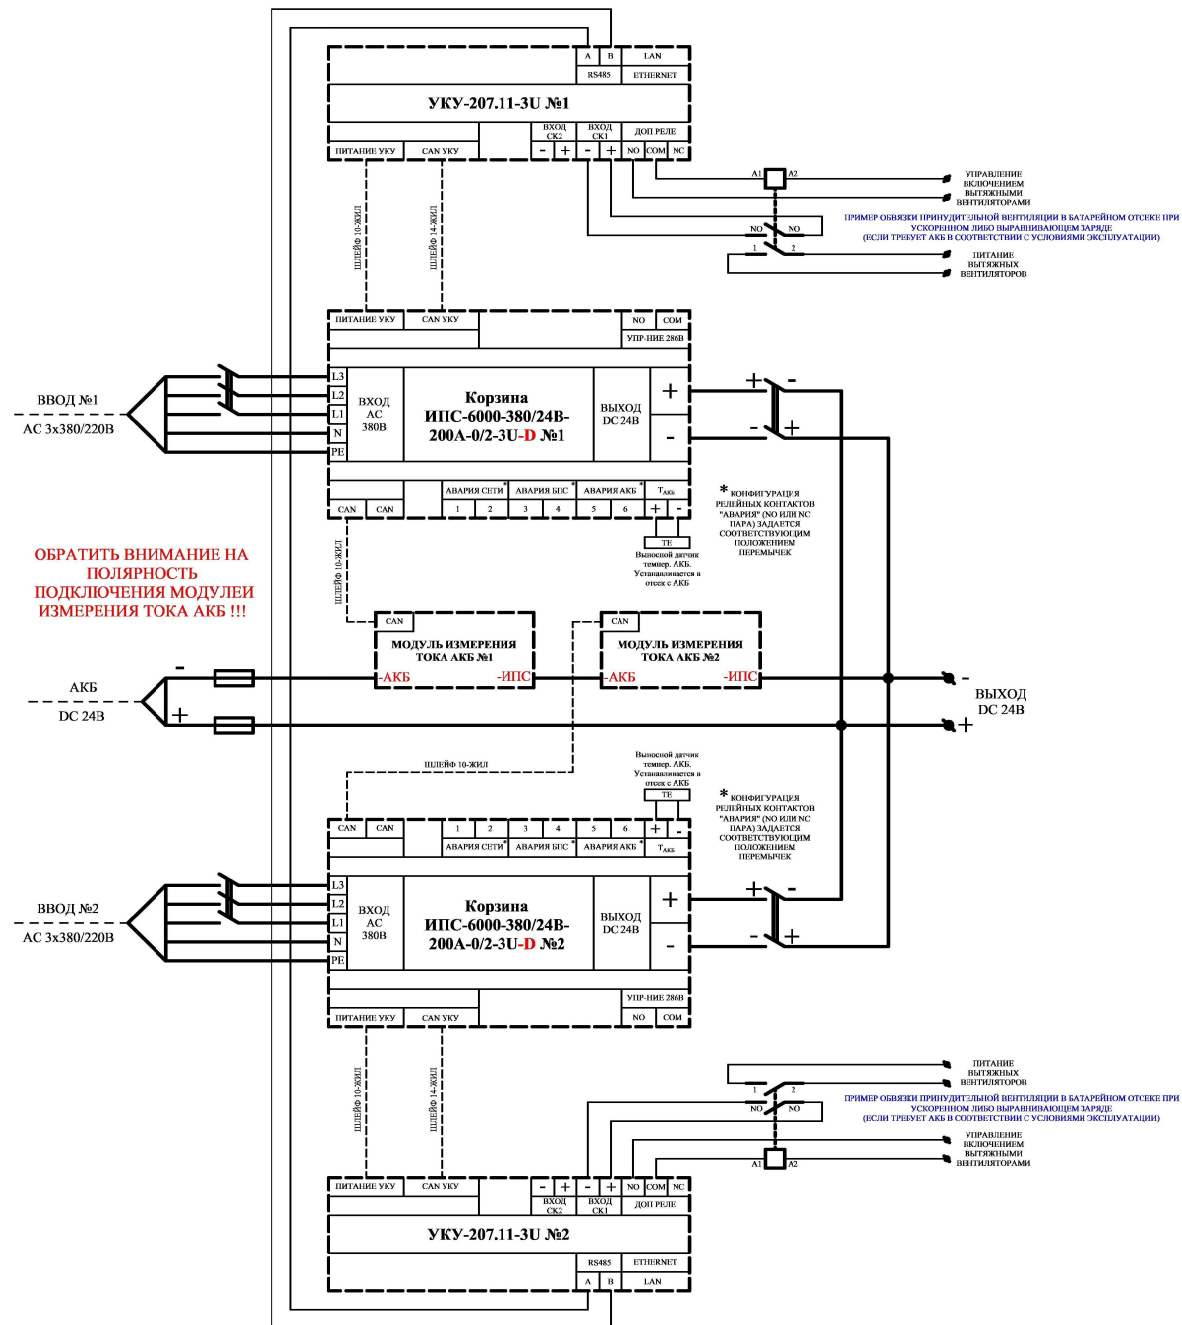 A B LAN
RS485 ETHERNET
УКУ-207.11-3U №1
ВХОД СК2 ВХОД СК1 ДОП РЕЛЕ
ПИТАНИЕ УКУ CAN УКУ - + - + NO COM NC
ШЛЕЙФ 10-ЖИЛ
ШЛЕЙФ 14-ЖИЛ
A1 A2
УПРАВЛЕНИЕ
ВКЛЮЧЕНИЕМ
ВЫТЯЖНЫМИ
ВЕНТИЛЯТОРАМИ
ПРИМЕР ОБВЯЗКИ ПРИНУДИТЕЛЬНОЙ ВЕНТИЛЯЦИИ В БАТАРЕЙНОМ ОТСЕКЕ ПРИ
УСКОРЕННОМ ЛИБО ВЫРАВНИВАЮЩЕМ ЗАРЯДЕ
(ЕСЛИ ТРЕБУЕТ АКБ В СООТВЕТСТВИИ С УСЛОВИЯМИ ЭКСПЛУАТАЦИИ)
NO NO
1 2
ПИТАНИЕ
ВЫТЯЖНЫХ
ВЕНТИЛЯТОРОВ
ПИТАНИЕ УКУ CAN УКУ NO COM
УПР-НИЕ 286В
ВВОД №1
AC 3x380/220В
L3
L2
L1
N
PE
ВХОД
AC
380В
Корзина
ИПС-6000-380/24В-
200А-0/2-3U-D №1
ВЫХОД
DC 24В
+
-
+ -
- +
АВАРИЯ СЕТИ* АВАРИЯ БПС* АВАРИЯ АКБ* TАКБ
CAN CAN 1 2 3 4 5 6 + -
TE
Выносной датчик
темпер. АКБ.
Устанавливается в
отсек с АКБ
* КОНФИГУРАЦИЯ
РЕЛЕЙНЫХ КОНТАКТОВ
"АВАРИЯ" (NO ИЛИ NC
ПАРА) ЗАДАЕТСЯ
СООТВЕТСТВУЮЩИМ
ПОЛОЖЕНИЕМ
ПЕРЕМЫЧЕК
ШЛЕЙФ 10-ЖИЛ
ОБРАТИТЬ ВНИМАНИЕ НА
ПОЛЯРНОСТЬ
ПОДКЛЮЧЕНИЯ МОДУЛЕЙ
ИЗМЕРЕНИЯ ТОКА АКБ !!!
CAN
МОДУЛЬ ИЗМЕРЕНИЯ
ТОКА АКБ №1
-АКБ -ИПС
CAN
МОДУЛЬ ИЗМЕРЕНИЯ
ТОКА АКБ №2
-АКБ -ИПС
АКБ
DC 24В
-
+
-
ВЫХОД
DC 24В
+
ШЛЕЙФ 10-ЖИЛ
Выносной датчик
темпер. АКБ.
Устанавливается в
отсек с АКБ
TE
* КОНФИГУРАЦИЯ
РЕЛЕЙНЫХ КОНТАКТОВ
"АВАРИЯ" (NO ИЛИ NC
ПАРА) ЗАДАЕТСЯ
СООТВЕТСТВУЮЩИМ
ПОЛОЖЕНИЕМ
ПЕРЕМЫЧЕК
CAN CAN 1 2 3 4 5 6 + -
АВАРИЯ СЕТИ* АВАРИЯ БПС* АВАРИЯ АКБ* TАКБ
ВВОД №2
AC 3x380/220В
L3
L2
L1
N
PE
ВХОД
AC
380В
Корзина
ИПС-6000-380/24В-
200А-0/2-3U-D №2
ВЫХОД
DC 24В
+
-
+ -
- +
УПР-НИЕ 286В
ПИТАНИЕ УКУ CAN УКУ NO COM
ШЛЕЙФ 10-ЖИЛ
ШЛЕЙФ 14-ЖИЛ
ПИТАНИЕ
ВЫТЯЖНЫХ
ВЕНТИЛЯТОРОВ
1 2
NO NO
ПРИМЕР ОБВЯЗКИ ПРИНУДИТЕЛЬНОЙ ВЕНТИЛЯЦИИ В БАТАРЕЙНОМ ОТСЕКЕ ПРИ
УСКОРЕННОМ ЛИБО ВЫРАВНИВАЮЩЕМ ЗАРЯДЕ
(ЕСЛИ ТРЕБУЕТ АКБ В СООТВЕТСТВИИ С УСЛОВИЯМИ ЭКСПЛУАТАЦИИ)
УПРАВЛЕНИЕ
ВКЛЮЧЕНИЕМ
ВЫТЯЖНЫМИ
ВЕНТИЛЯТОРАМИ
A1 A2
ПИТАНИЕ УКУ CAN УКУ - + - + NO COM NC
ВХОД СК2 ВХОД СК1 ДОП РЕЛЕ
УКУ-207.11-3U №2
RS485 ETHERNET
A B LAN